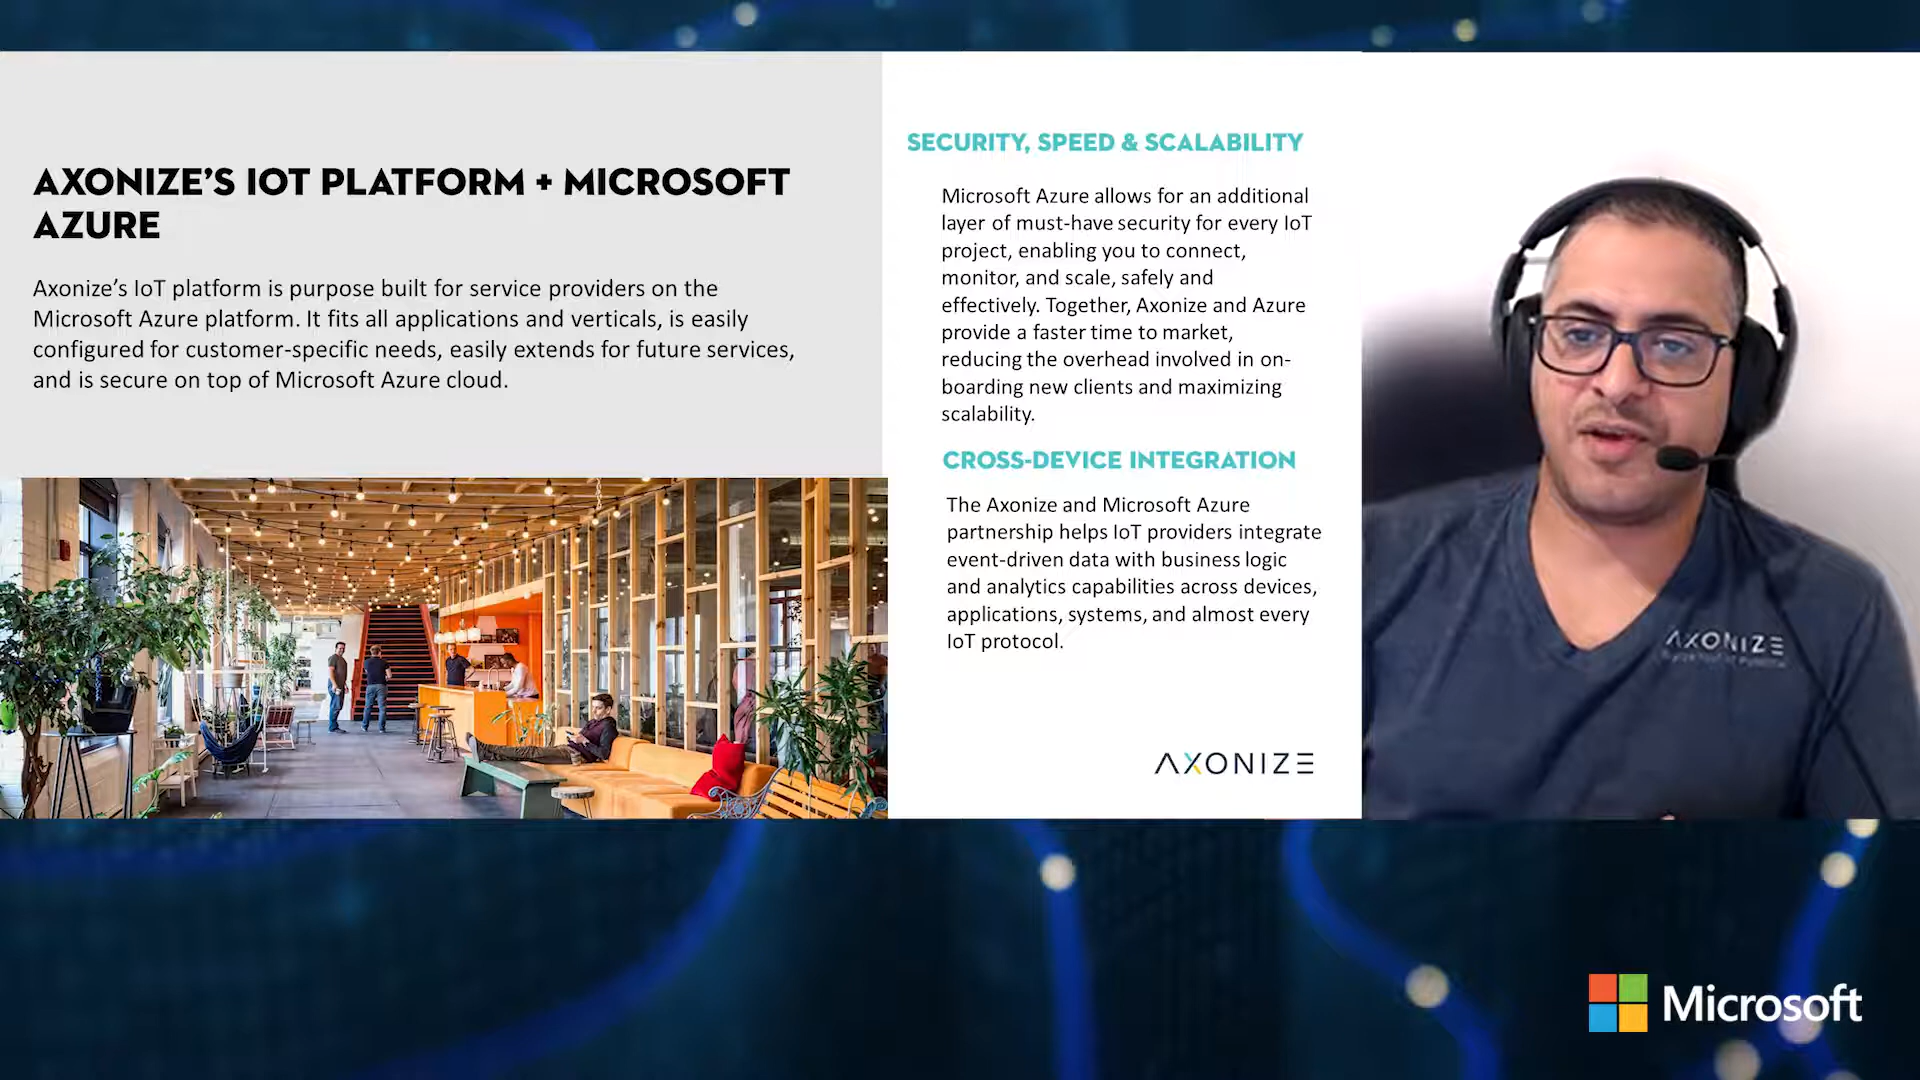 AXONIZE'S IOT PLATFORM + MICROSOFT
AZURE
Axonize's IoT platform is purpose built for service providers on the
Microsoft Azure platform. It fits all applications and verticals, is easily
configured for customer-specific needs, easily extends for future services,
and is secure on top of Microsoft Azure cloud.
SECURITY, SPEED & SCALABILITY
Microsoft Azure allows for an additional
layer of must-have security for every IoT
project, enabling you to connect,
monitor, and scale, safely and
effectively. Together, Axonize and Azure
provide a faster time to market,
reducing the overhead involved in on-
boarding new clients and maximizing
scalability.
CROSS-DEVICE INTEGRATION
The Axonize and Microsoft Azure
partnership helps IoT providers integrate
event-driven data with business logic
and analytics capabilities across devices,
applications, systems, and almost every
IoT protocol.
AXONIZE
AXONIZE
Microsoft